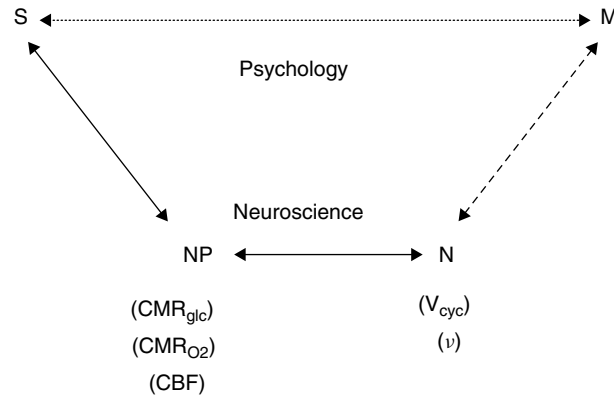 S M
Psychology
Neuroscience
NP N
(CMRglc) (Vcyc)
(CMRO2) (ν)
(CBF)